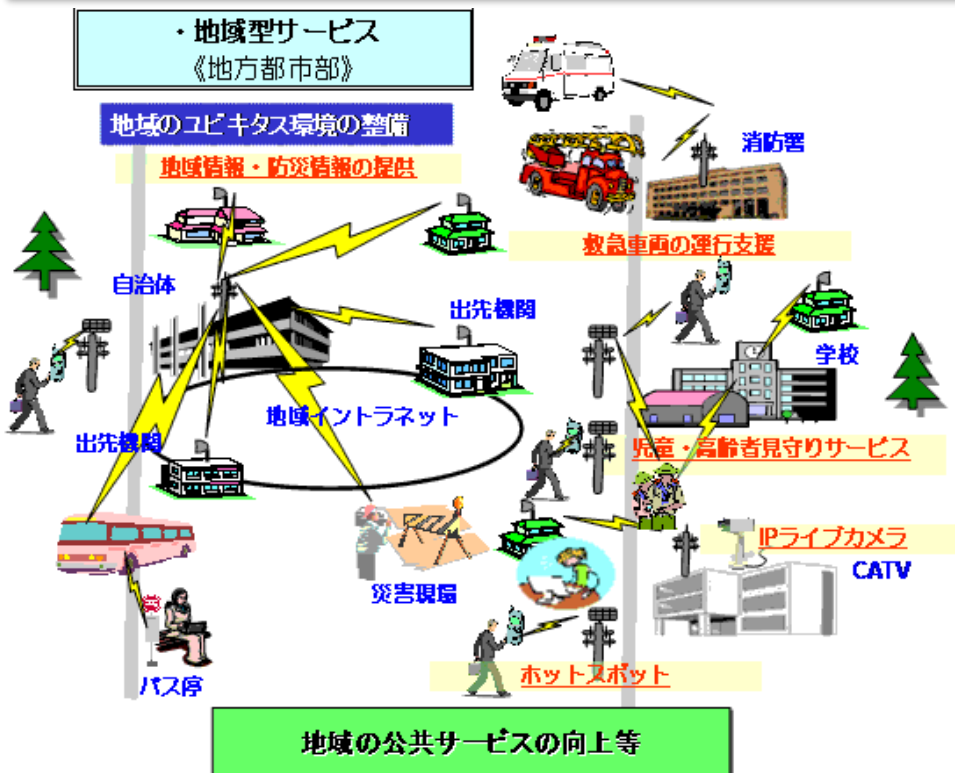 ・地域型サービス
《地方都市部》
地域のユビキタス環境の整備
地域情報・防災情報の提供
消防署
救急車両の運行支援
自治体
出先機関
学校
地域イントラネット
出先機関
児童・高齢者見守りサービス
IPライブカメラ
CATV
災害現場
バス停
ホットスポット
地域の公共サービスの向上等